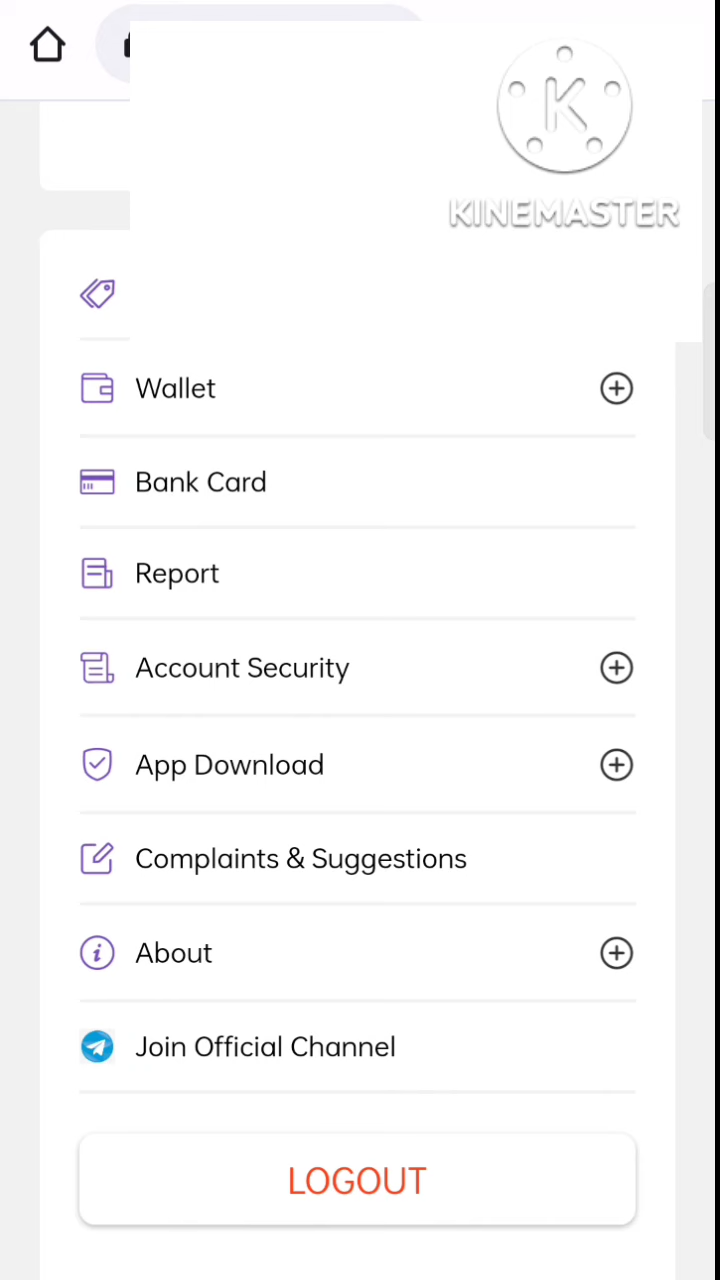 K
KINEMASTER
Wallet
Bank Card
Report
Account Security
App Download
Complaints & Suggestions
About
Join Official Channel
LOGOUT